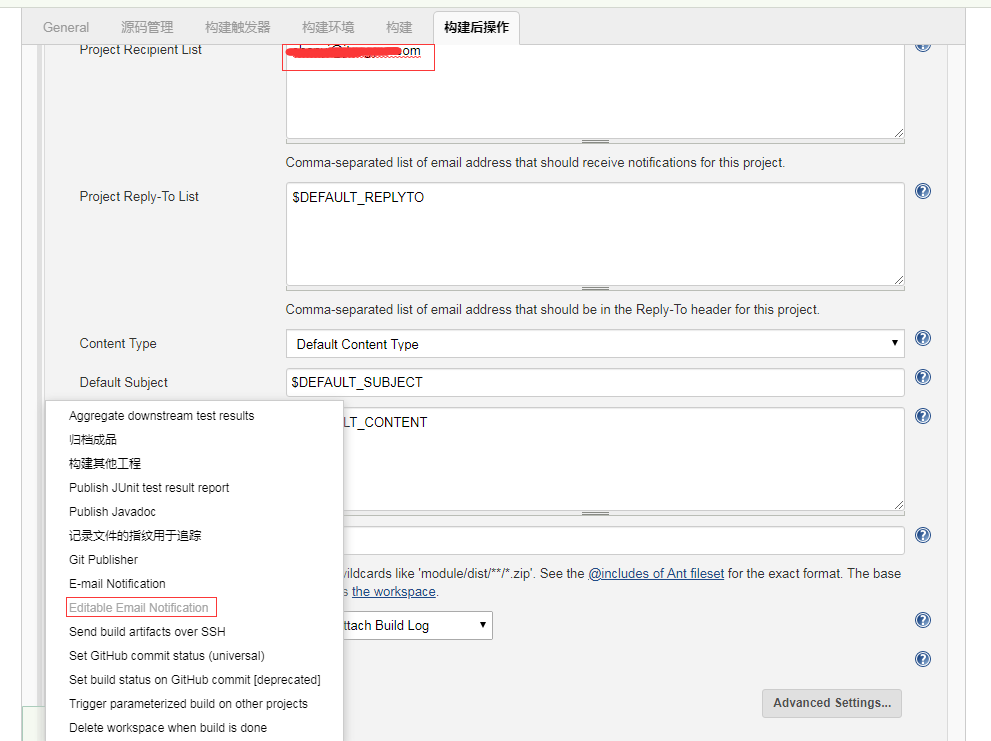 General 源码管理 构建触发器 构建环境 构建 构建后操作
Project Recipient List
Comma-separated list of email address that should receive notifications for this project.
Project Reply-To List
$DEFAULT_REPLYTO
Comma-separated list of email address that should be in the Reply-To header for this project.
Content Type
Default Content Type
Default Subject
$DEFAULT_SUBJECT
LT_CONTENT
wildcards like 'module/dist/**/*.zip'. See the @includes of Ant fileset for the exact format. The base
s the workspace.
ttach Build Log
Advanced Settings...
Aggregate downstream test results
归档成品
构建其他工程
Publish JUnit test result report
Publish Javadoc
记录文件的指纹用于追踪
Git Publisher
E-mail Notification
Editable Email Notification
Send build artifacts over SSH
Set GitHub commit status (universal)
Set build status on GitHub commit [deprecated]
Trigger parameterized build on other projects
Delete workspace when build is done